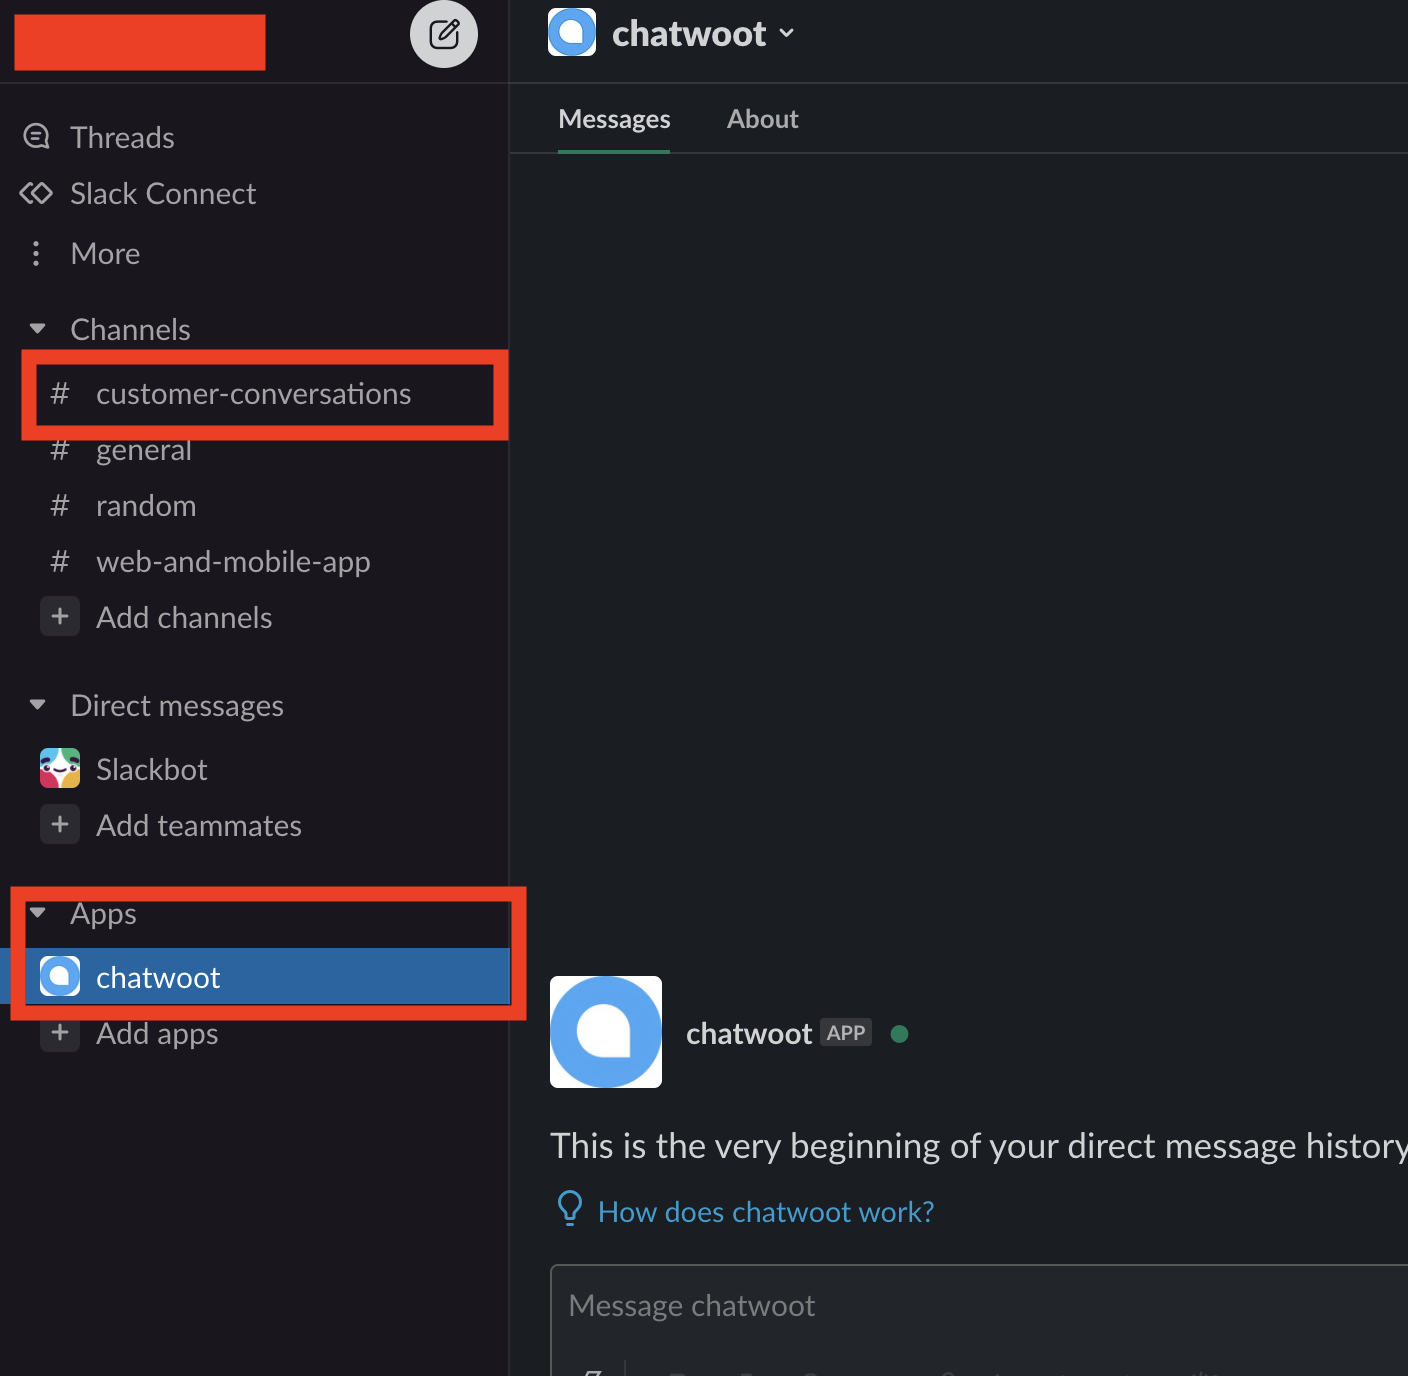 Threads
Slack Connect
More
Channels
# customer-conversations
# general
# random
# web-and-mobile-app
+ Add channels
Direct messages
Slackbot
+ Add teammates
Apps
chatwoot
+ Add apps
chatwoot
Messages About
chatwoot APP
This is the very beginning of your direct message history
How does chatwoot work?
Message chatwoot